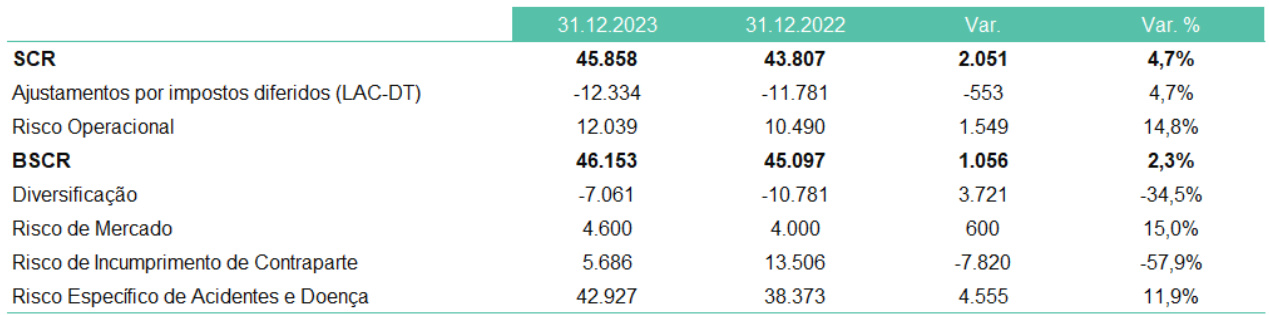 31.12.2023 31.12.2022 Var. Var. %
SCR 45.858 43.807 2.051 4,7%
Ajustamentos por impostos diferidos (LAC-DT) -12.334 -11.781 -553 4,7%
Risco Operacional 12.039 10.490 1.549 14,8%
BSCR 46.153 45.097 1.056 2,3%
Diversificação -7.061 -10.781 3.721 -34,5%
Risco de Mercado 4.600 4.000 600 15,0%
Risco de Incumprimento de Contraparte 5.686 13.506 -7.820 -57,9%
Risco Específico de Acidentes e Doença 42.927 38.373 4.555 11,9%